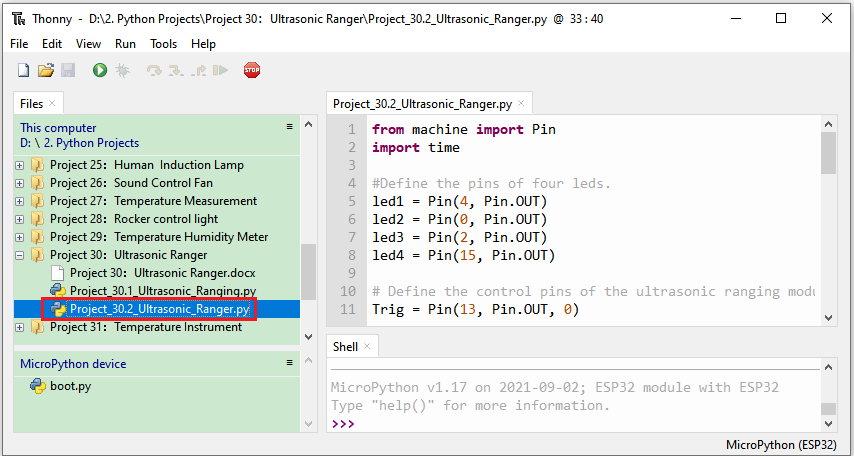 Thonny - D:\2. Python Projects\Project 30： Ultrasonic Ranger\Project_30.2_Ultrasonic_Ranger.py @ 33 : 40
File Edit View Run Tools Help
STOP
Files
This computer
D: \ 2. Python Projects
Project 25： Human Induction Lamp
Project 26： Sound Control Fan
Project 27： Temperature Measurement
Project 28： Rocker control light
Project 29： Temperature Humidity Meter
Project 30： Ultrasonic Ranger
Project 30： Ultrasonic Ranger.docx
Project_30.1_Ultrasonic_Ranging.py
Project_30.2_Ultrasonic_Ranger.py
Project 31： Temperature Instrument
MicroPython device
boot.py
Project_30.2_Ultrasonic_Ranger.py
1 from machine import Pin
2 import time
3
4 #Define the pins of four leds.
5 led1 = Pin(4, Pin.OUT)
6 led2 = Pin(0, Pin.OUT)
7 led3 = Pin(2, Pin.OUT)
8 led4 = Pin(15, Pin.OUT)
9
10 # Define the control pins of the ultrasonic ranging modu
11 Trig = Pin(13, Pin.OUT, 0)
Shell
MicroPython v1.17 on 2021-09-02; ESP32 module with ESP32
Type "help()" for more information.
>>>
MicroPython (ESP32)